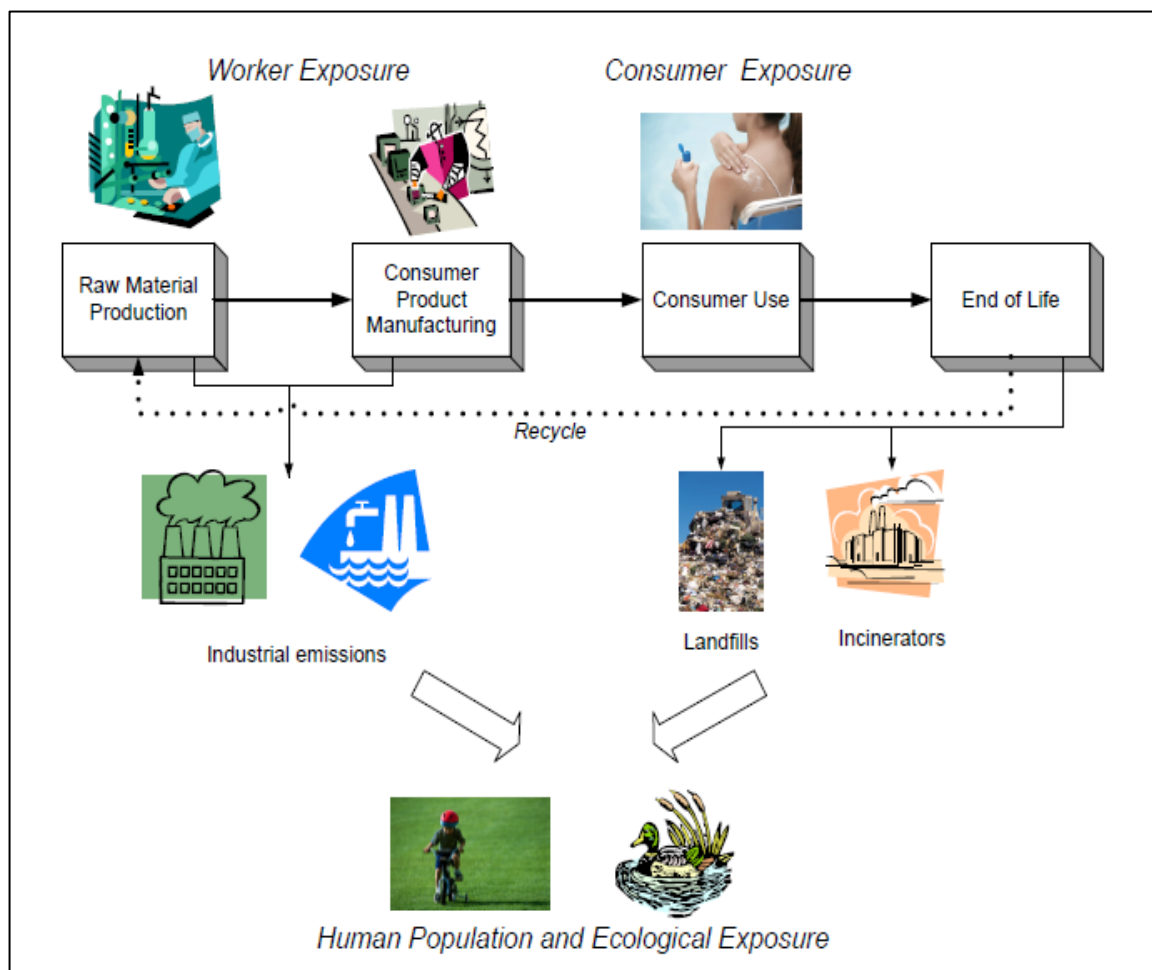 Worker Exposure
Consumer Exposure
Raw Material
Production
Consumer
Product
Manufacturing
Consumer Use
End of Life
Recycle
Industrial emissions
Landfills
Incinerators
Human Population and Ecological Exposure